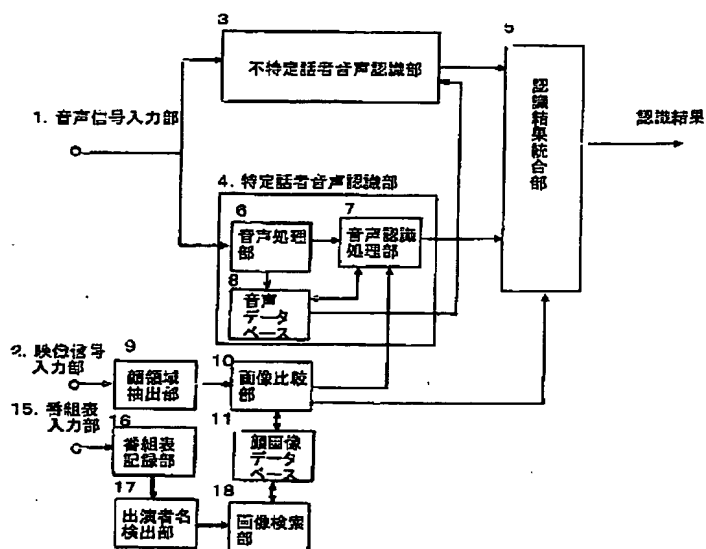 3
不特定話者音声認識部
5
認識結果統合部
認識結果
1. 音声信号入力部
4. 特定話者音声認識部
6
音声処理
部
7
音声認識
処理部
8
音声
データ
ベース
2. 映像信号
入力部
9
顔領域
抽出部
10
画像比較
部
15. 番組表
入力部
16
番組表
記録部
11
顔画像
データ
ベース
17
出演者名
検出部
18
画像検索
部